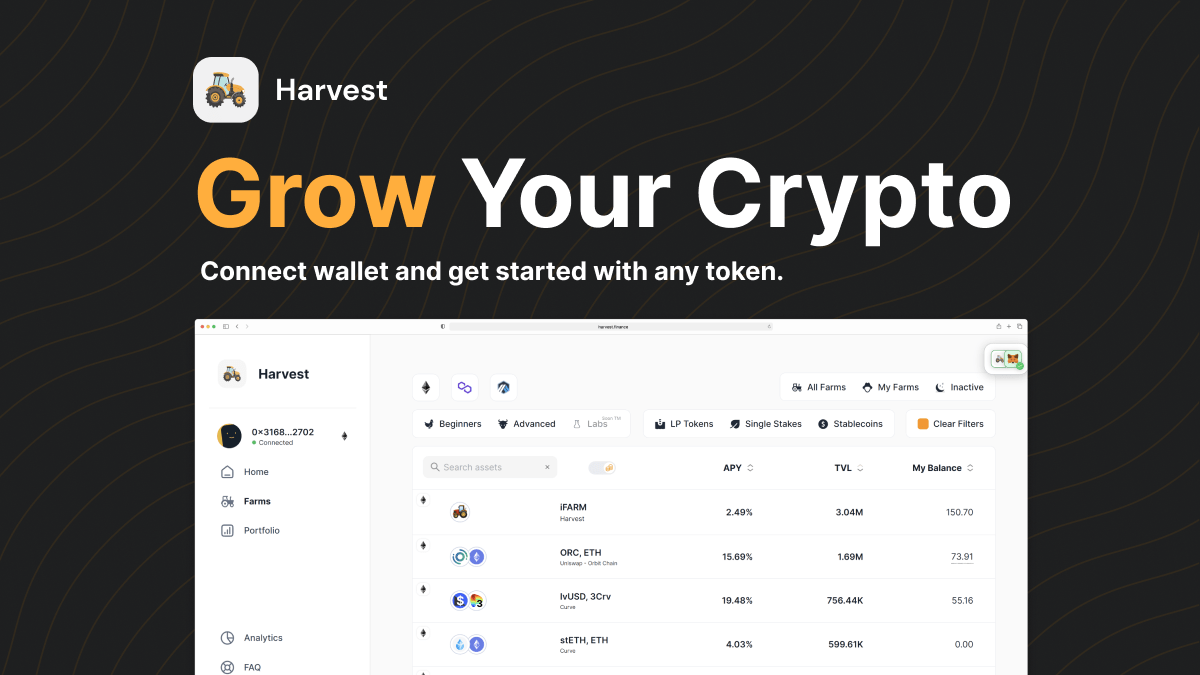 Harvest
Grow Your Crypto
Connect wallet and get started with any token.
harvest.finance
Harvest
All Farms My Farms Inactive
0×3168...2702
Connected
Beginners Advanced Labs LP Tokens Single Stakes Stablecoins Clear Filters
Home
Farms
Portfolio
Analytics
FAQ
Search assets × APY TVL My Balance
iFARM 2.49% 3.04M 150.70
Harvest
ORC, ETH 15.69% 1.69M 73.91
Uniswap - Orbit Chain
IvUSD, 3Crv 19.48% 756.44K 55.16
Curve
stETH, ETH 4.03% 599.61K 0.00
Curve